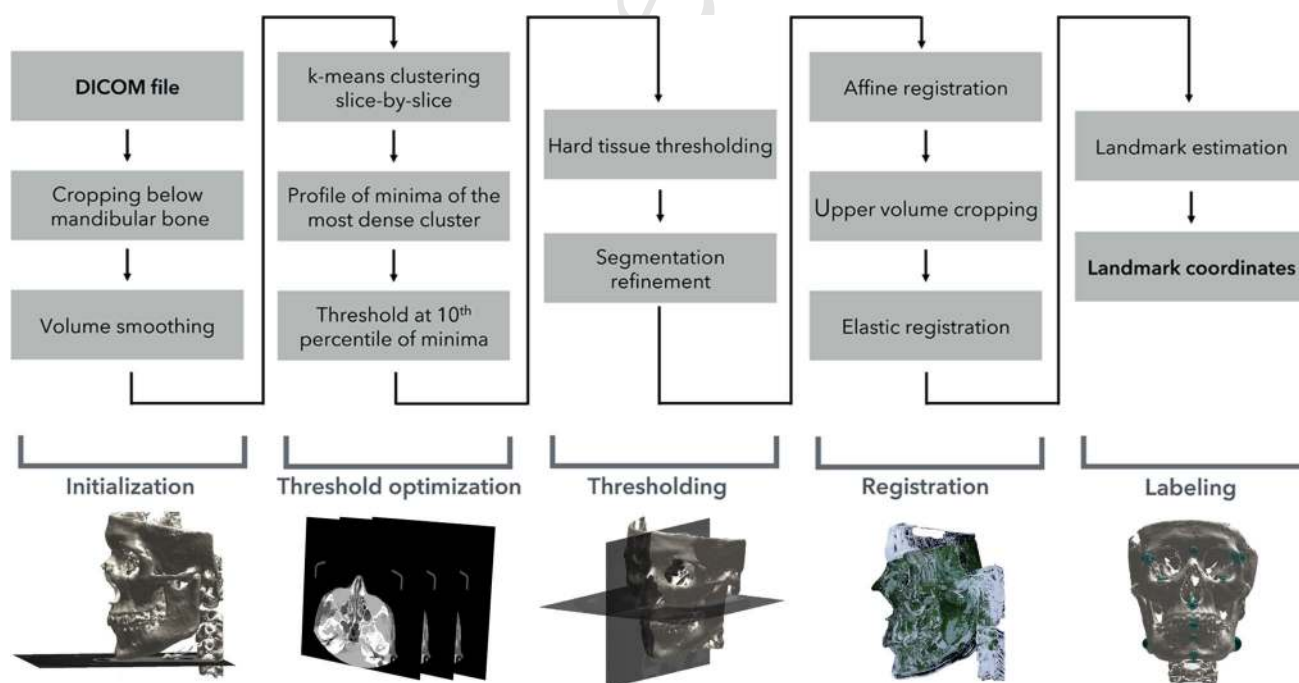 DICOM file
Cropping below
mandibular bone
Volume smoothing
k-means clustering
slice-by-slice
Profile of minima of the
most dense cluster
Threshold at 10th
percentile of minima
Hard tissue thresholding
Segmentation
refinement
Affine registration
Upper volume cropping
Elastic registration
Landmark estimation
Landmark coordinates
Initialization
Threshold optimization
Thresholding
Registration
Labeling